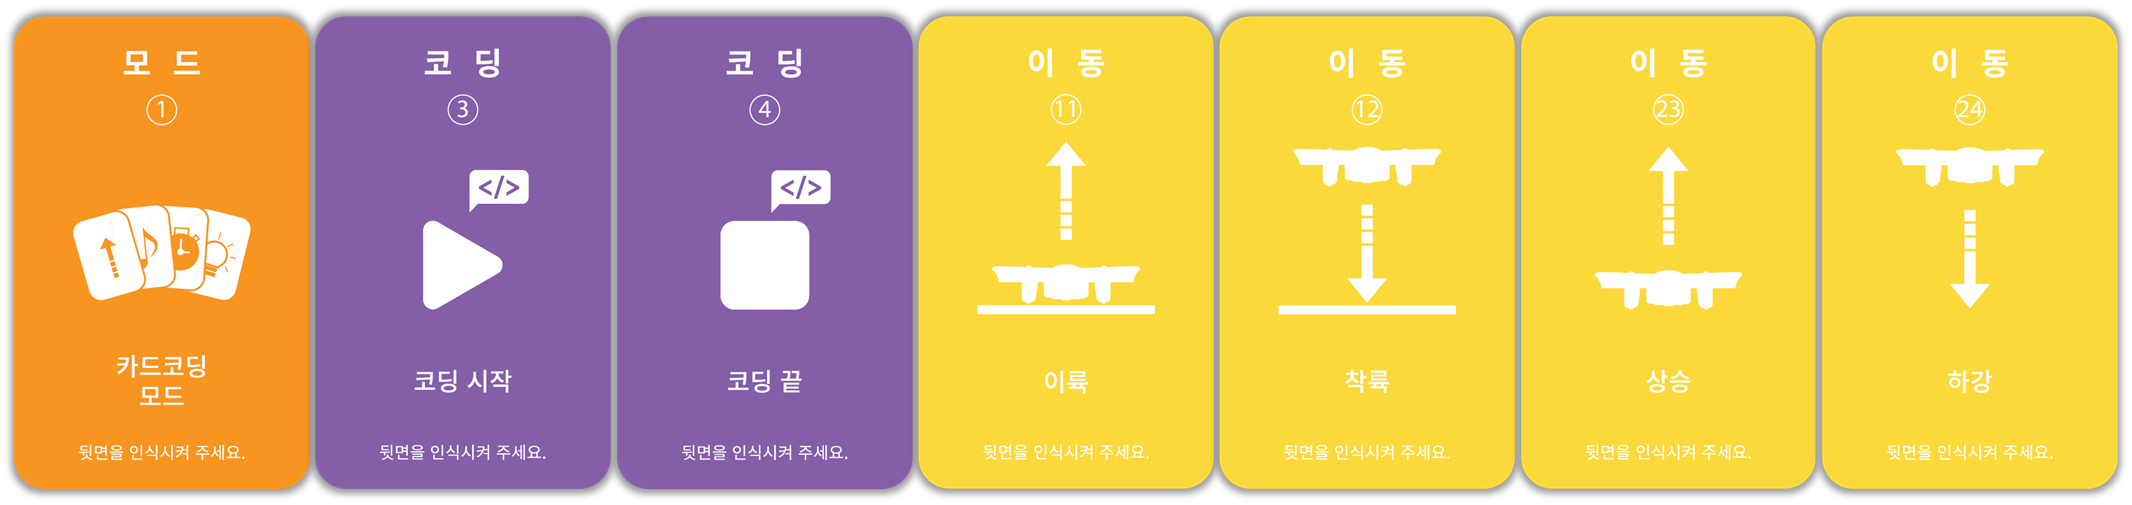 모 드
①
카드코딩
모드
뒷면을 인식시켜 주세요.
코 딩
③
</>
코딩 시작
뒷면을 인식시켜 주세요.
코 딩
④
</>
코딩 끝
뒷면을 인식시켜 주세요.
이 동
⑪
이륙
뒷면을 인식시켜 주세요.
이 동
⑫
착륙
뒷면을 인식시켜 주세요.
이 동
㉓
상승
뒷면을 인식시켜 주세요.
이 동
㉔
하강
뒷면을 인식시켜 주세요.